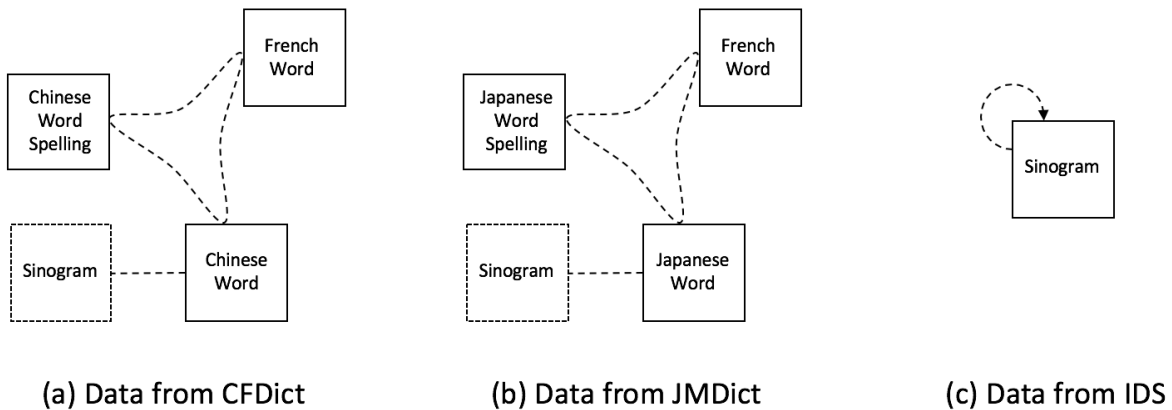 French
Word
Chinese
Word
Spelling
Sinogram
Chinese
Word
(a) Data from CFDict
French
Word
Japanese
Word
Spelling
Sinogram
Japanese
Word
(b) Data from JMDict
Sinogram
(c) Data from IDS